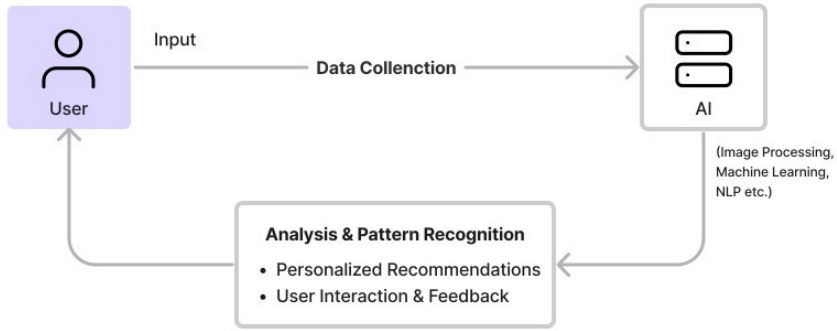 Input
Data Collenction
User
AI
(Image Processing,
Machine Learning,
NLP etc.)
Analysis & Pattern Recognition
• Personalized Recommendations
• User Interaction & Feedback